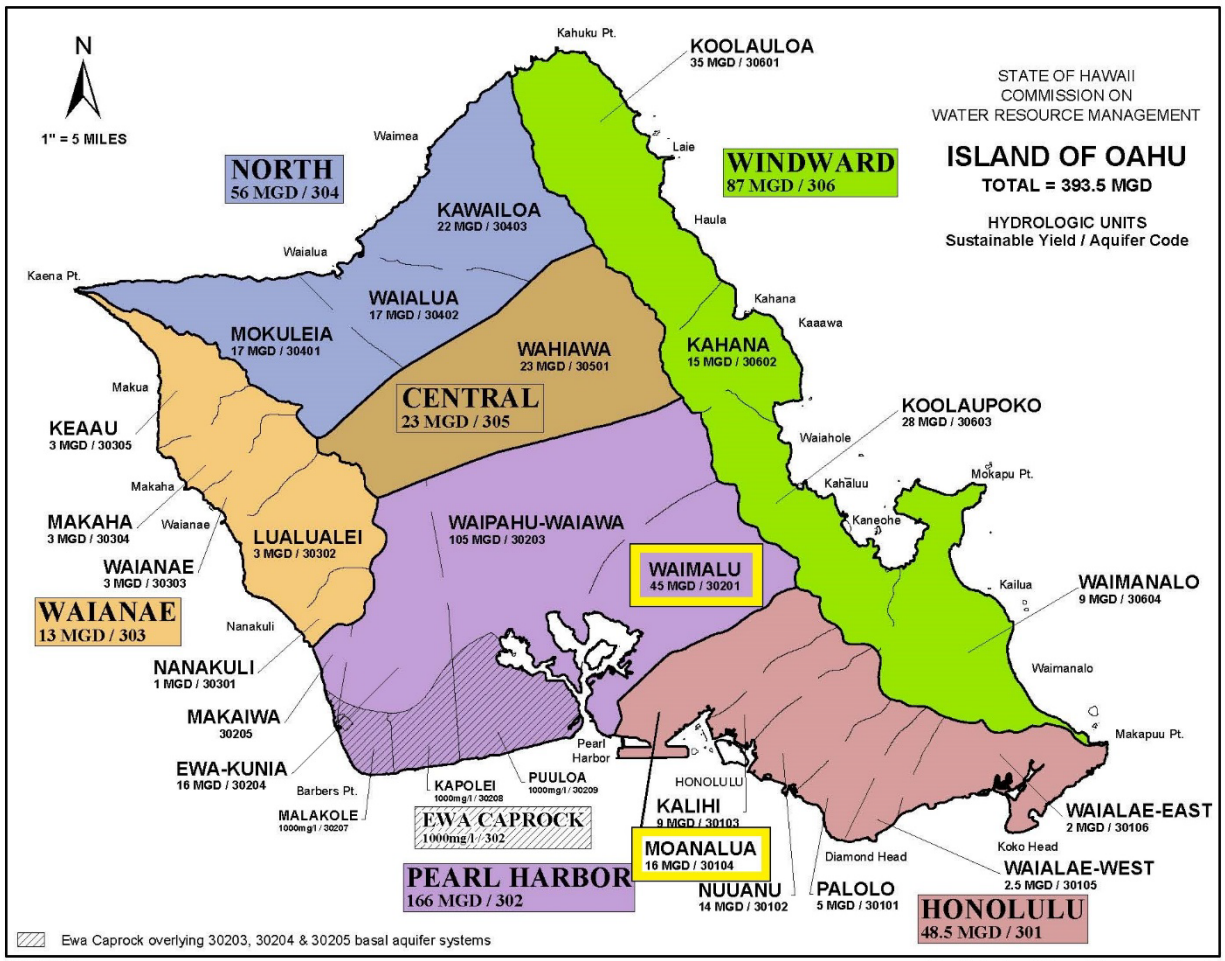 N
1" = 5 MILES
Kahuku Pt.
KOOLAULOA
35 MGD / 30601
STATE OF HAWAII
COMMISSION ON
WATER RESOURCE MANAGEMENT
ISLAND OF OAHU
TOTAL = 393.5 MGD
HYDROLOGIC UNITS
Sustainable Yield / Aquifer Code
Waimea
Laie
NORTH
56 MGD / 304
WINDWARD
87 MGD / 306
KAWAILOA
22 MGD / 30403
Haula
Waialua
Kaena Pt.
WAIALUA
17 MGD / 30402
Kahana
Kaaawa
MOKULEIA
17 MGD / 30401
WAHIAWA
23 MGD / 30501
KAHANA
15 MGD / 30602
Makua
CENTRAL
23 MGD / 305
KOOLAUPOKO
28 MGD / 30603
KEAAU
3 MGD / 30305
Waiahole
Mokapu Pt.
Makaha
Kahaluu
MAKAHA
3 MGD / 30304
Waianae
Kaneohe
LUALUALEI
3 MGD / 30302
WAIPAHU-WAIAWA
105 MGD / 30203
WAIANAE
3 MGD / 30303
WAIMALU
45 MGD / 30201
Kailua
WAIMANALO
9 MGD / 30604
WAIANAE
13 MGD / 303
Nanakuli
NANAKULI
1 MGD / 30301
Waimanalo
MAKAIWA
30205
Makapuu Pt.
Pearl
Harbor
EWA-KUNIA
16 MGD / 30204
Barbers Pt.
KAPOLEI
1000mg/l / 30208
PUULOA
1000mg/l / 30209
HONOLULU
MALAKOLE
1000mg/l / 30207
KALIHI
9 MGD / 30103
WAIALAE-EAST
2 MGD / 30106
EWA CAPROCK
1000mg/l / 302
MOANALUA
16 MGD / 30104
Diamond Head
Koko Head
WAIALAE-WEST
2.5 MGD / 30105
PEARL HARBOR
166 MGD / 302
NUUANU
14 MGD / 30102
PALOLO
5 MGD / 30101
HONOLULU
48.5 MGD / 301
Ewa Caprock overlying 30203, 30204 & 30205 basal aquifer systems